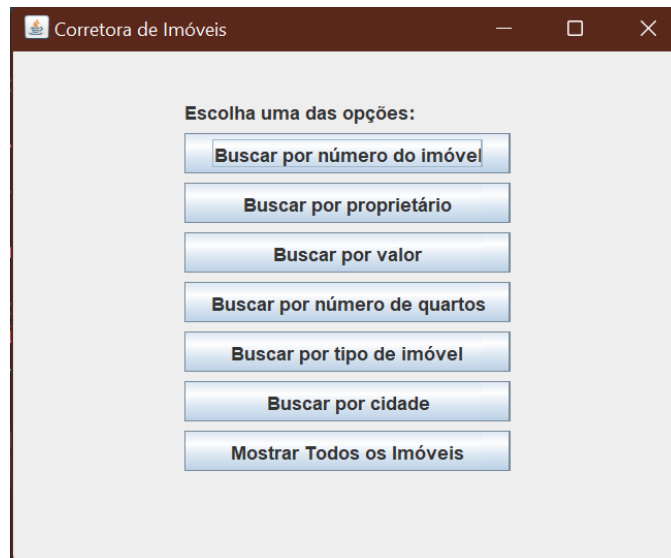 Corretora de Imóveis
Escolha uma das opções:
Buscar por número do imóvel
Buscar por proprietário
Buscar por valor
Buscar por número de quartos
Buscar por tipo de imóvel
Buscar por cidade
Mostrar Todos os Imóveis